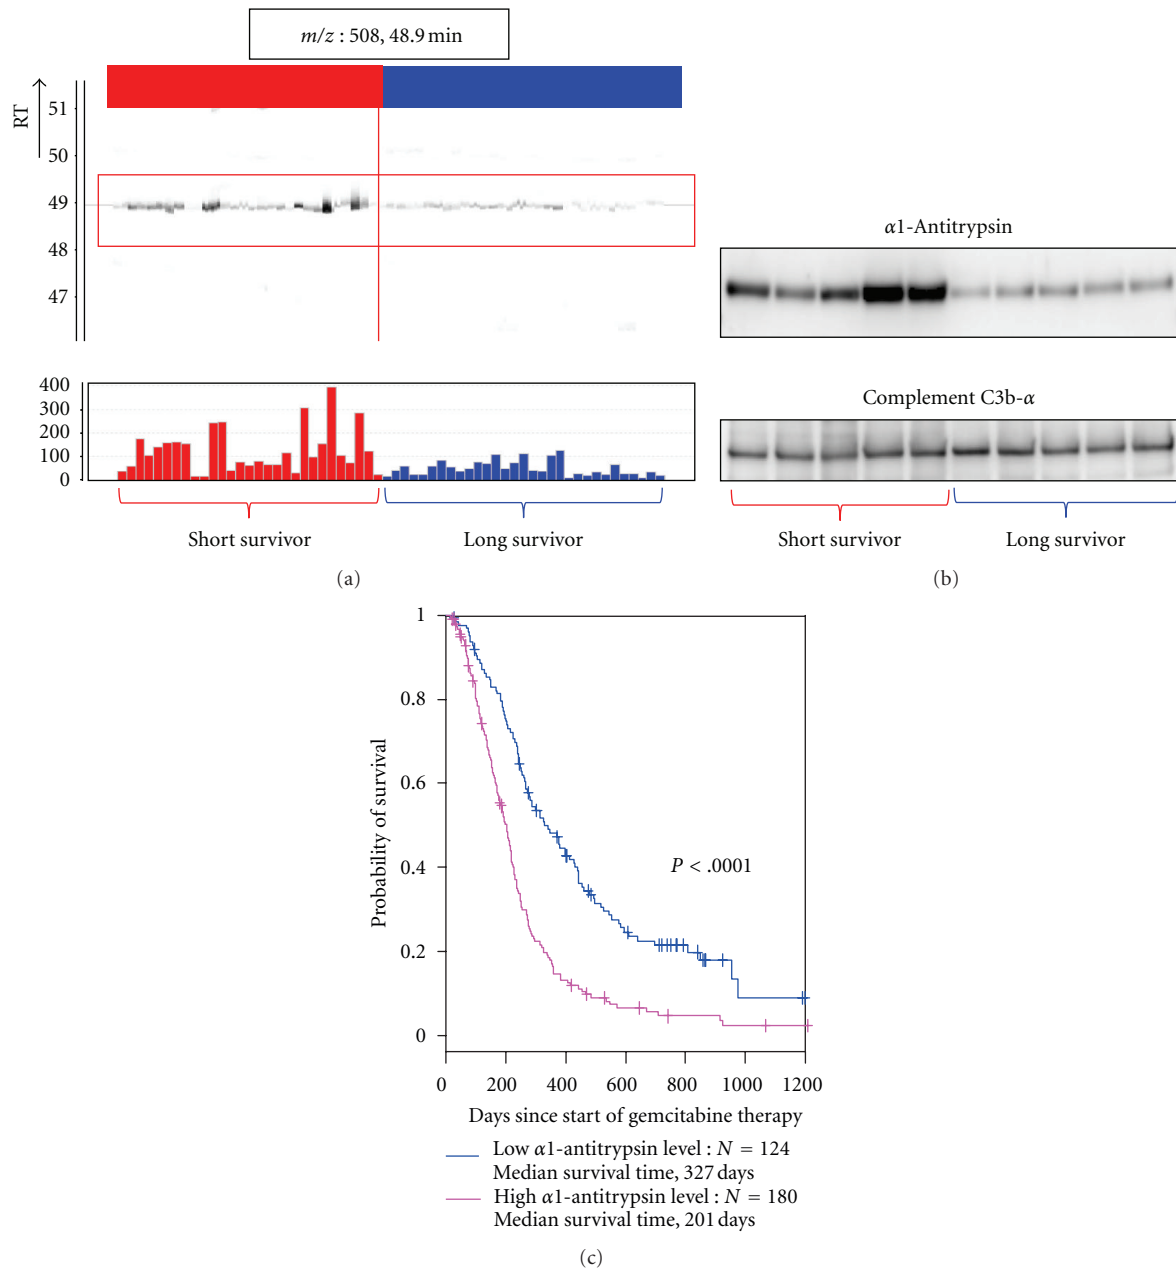 m/z : 508, 48.9 min
RT
51
50
49
48
47
400
300
200
100
0
Short survivor
Long survivor
(a)
α1-Antitrypsin
Complement C3b-α
Short survivor
Long survivor
(b)
Probability of survival
1
0.8
0.6
0.4
0.2
0
P < .0001
0 200 400 600 800 1000 1200
Days since start of gemcitabine therapy
Low α1-antitrypsin level : N = 124
Median survival time, 327 days
High α1-antitrypsin level : N = 180
Median survival time, 201 days
(c)